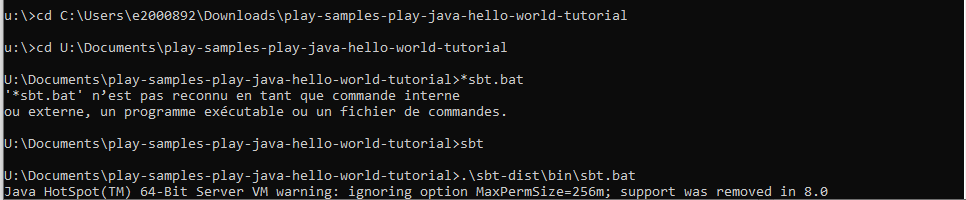 u:\>cd C:\Users\e2000892\Downloads\play-samples-play-java-hello-world-tutorial
u:\>cd U:\Documents\play-samples-play-java-hello-world-tutorial
U:\Documents\play-samples-play-java-hello-world-tutorial>*sbt.bat
'*sbt.bat' n’est pas reconnu en tant que commande interne
ou externe, un programme exécutable ou un fichier de commandes.
U:\Documents\play-samples-play-java-hello-world-tutorial>sbt
U:\Documents\play-samples-play-java-hello-world-tutorial>.\sbt-dist\bin\sbt.bat
Java HotSpot(TM) 64-Bit Server VM warning: ignoring option MaxPermSize=256m; support was removed in 8.0